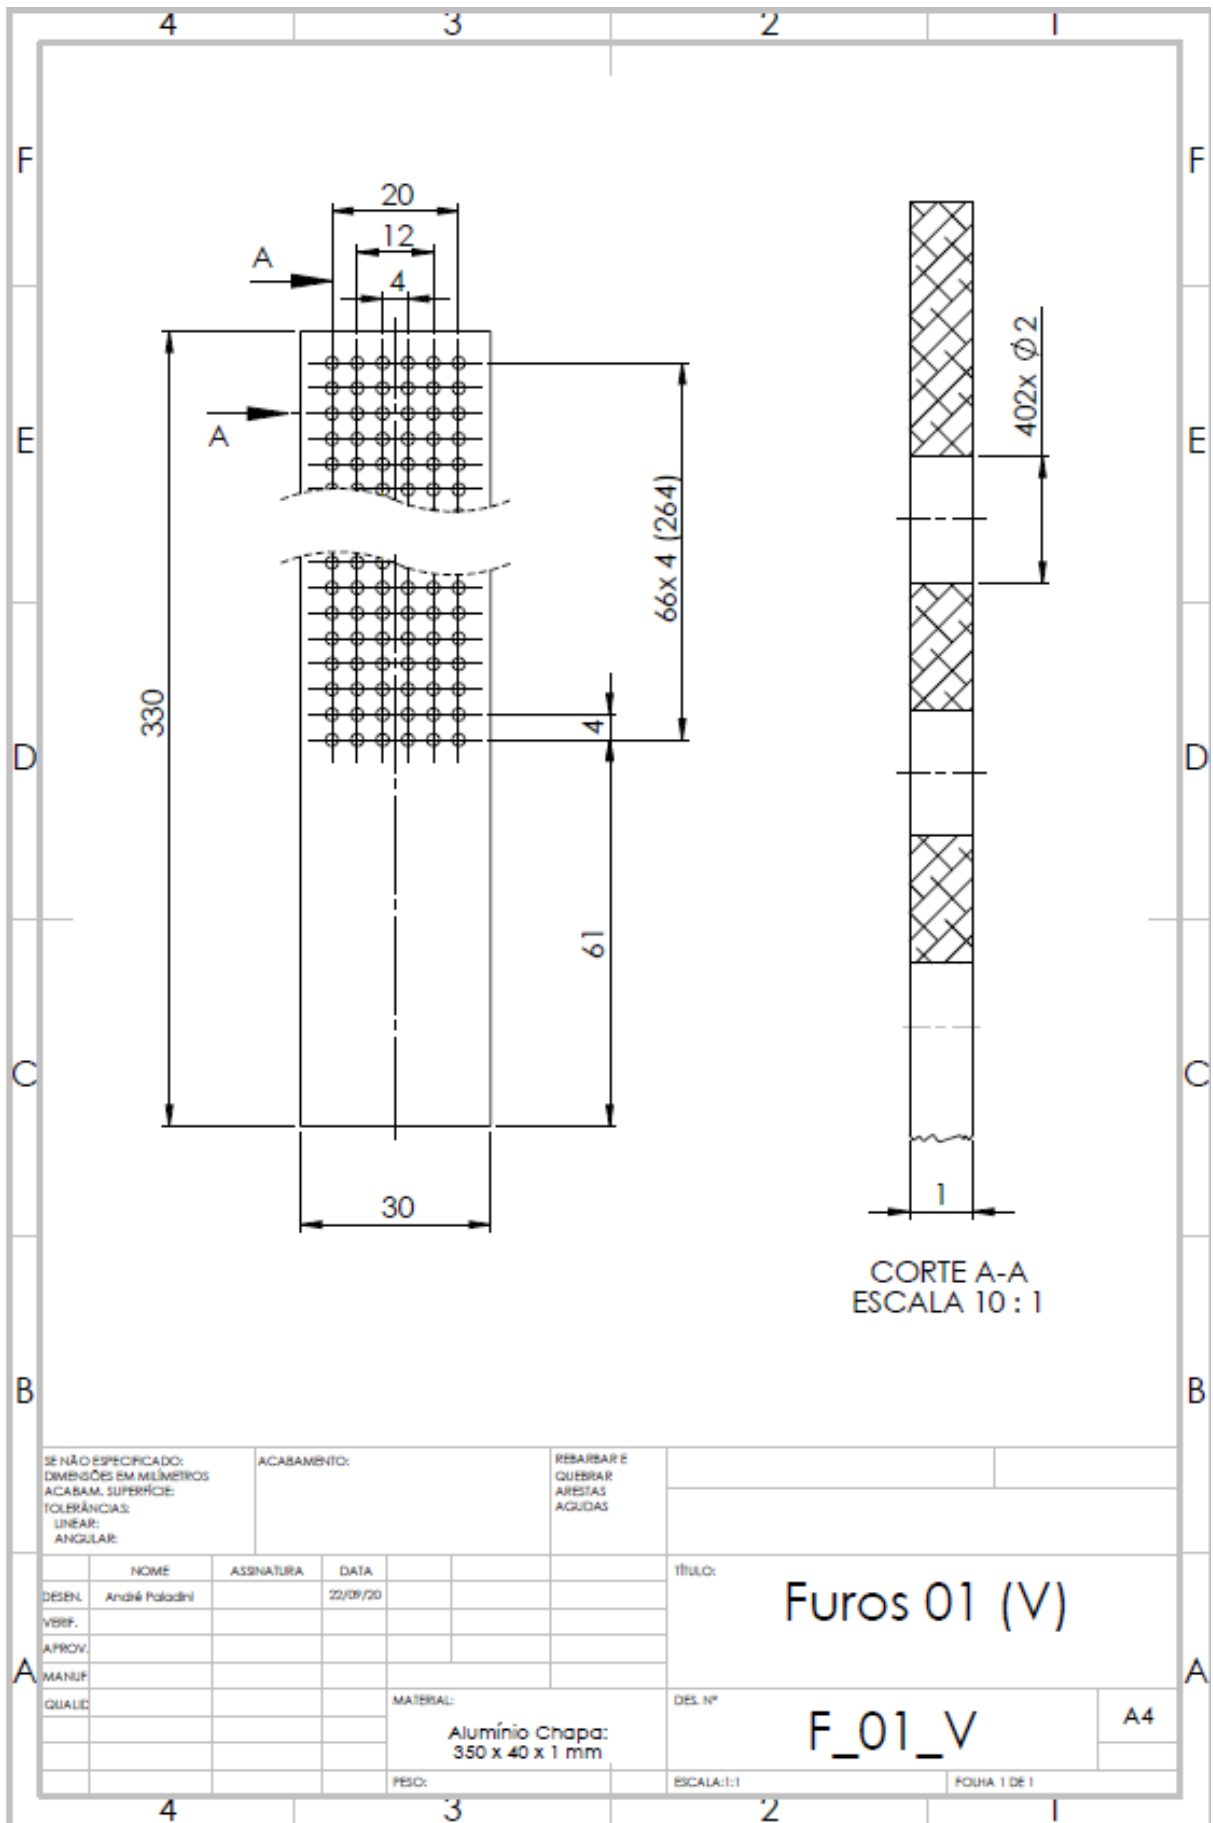 4 3 2 1
F F
20
12
A
4
402x Ø2
A
E E
66x 4 (264)
330
4
D D
61
C C
30
1
CORTE A-A
ESCALA 10 : 1
B B
SE NÃO ESPECIFICADO:
DIMENSÕES EM MILÍMETROS
ACABAM. SUPERFÍCIE:
TOLERÂNCIAS:
LINEAR:
ANGULAR:
ACABAMENTO:
REBARBAR E
QUEBRAR
ARESTAS
AGUDAS
NOME ASSINATURA DATA
DESEN. André Paladini 22/09/20
VERIF.
APROV.
MANUF
QUALID
TÍTULO:
Furos 01 (V)
A A
MATERIAL:
Alumínio Chapa:
350 x 40 x 1 mm
DES. Nº
F_01_V
A4
PESO:
ESCALA:1:1
FOLHA 1 DE 1
4 3 2 1